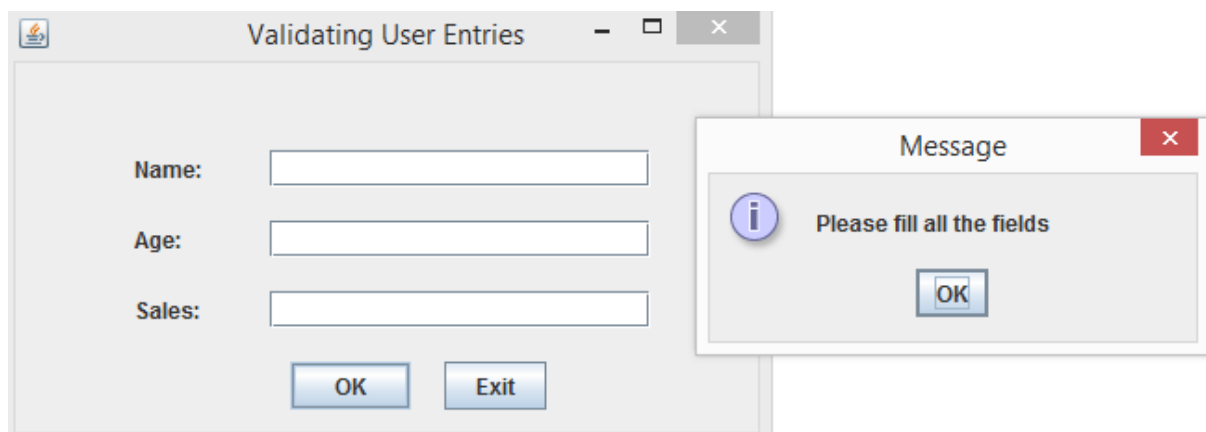 Validating User Entries
Name:
Age:
Sales:
OK Exit
Message
i
Please fill all the fields
OK